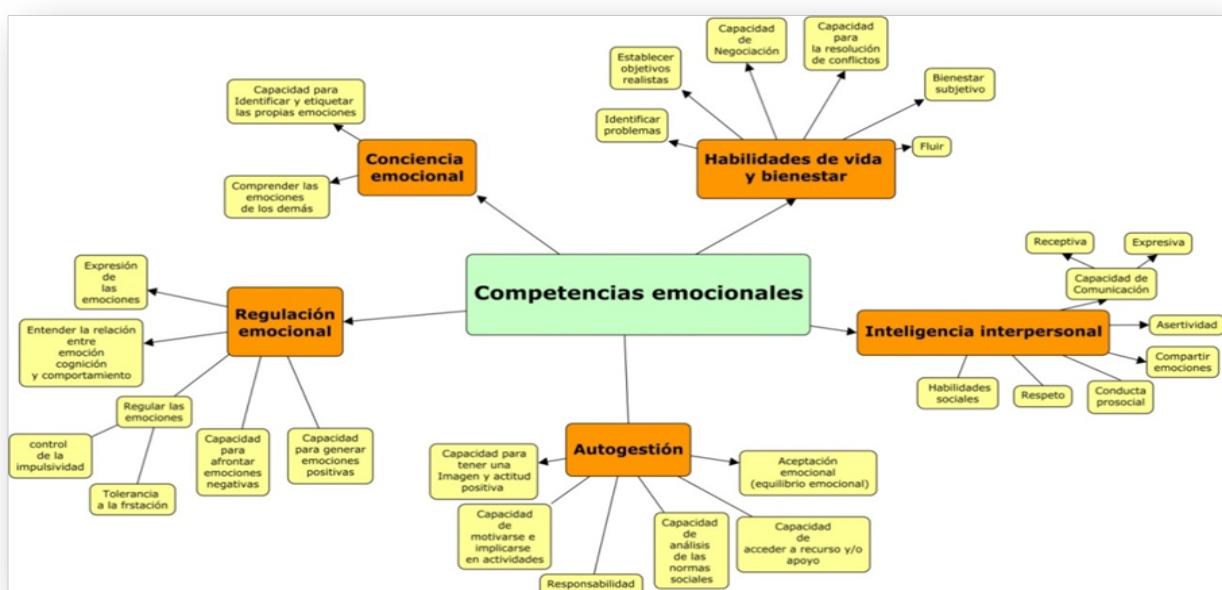 Capacidad
de
Negociación
Capacidad
para
la resolución
de conflictos
Establecer
objetivos
realistas
Bienestar
subjetivo
Identificar
problemas
Fluir
Habilidades de vida
y bienestar
Capacidad para
Identificar y etiquetar
las propias emociones
Conciencia
emocional
Comprender las
emociones
de los demás
Competencias emocionales
Receptiva
Expresiva
Capacidad de
Comunicación
Inteligencia interpersonal
Asertividad
Compartir
emociones
Habilidades
sociales
Respeto
Conducta
prosocial
Expresión
de
las
emociones
Regulación
emocional
Entender la relación
entre
emoción
cognición
y comportamiento
Regular las
emociones
control
de la
impulsividad
Tolerancia
a la frstación
Capacidad
para
afrontar
emociones
negativas
Capacidad
para generar
emociones
positivas
Autogestión
Capacidad para
tener una
Imagen y actitud
positiva
Capacidad
de
motivarse e
implicarse
en actividades
Responsabilidad
Capacidad
de
análisis
de las
normas
sociales
Capacidad
de
acceder a recurso y/o
apoyo
Aceptación
emocional
(equilibrio emocional)